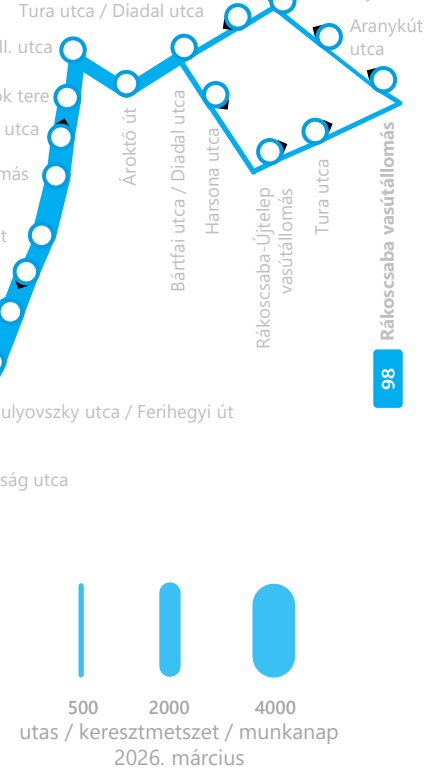 Tura utca / Diadal utca
Aranykút
utca
ll. utca
k tere
utca
más
t
Ároktő út
Bártfai utca / Diadal utca
Harsona utca
Rákoscsaba-Újtelep
vasútállomás
Tura utca
Rákoscsaba vasútállomás
98
ulyovszky utca / Ferihegyi út
ság utca
500 2000 4000
utas / keresztmetszet / munkanap
2026. március